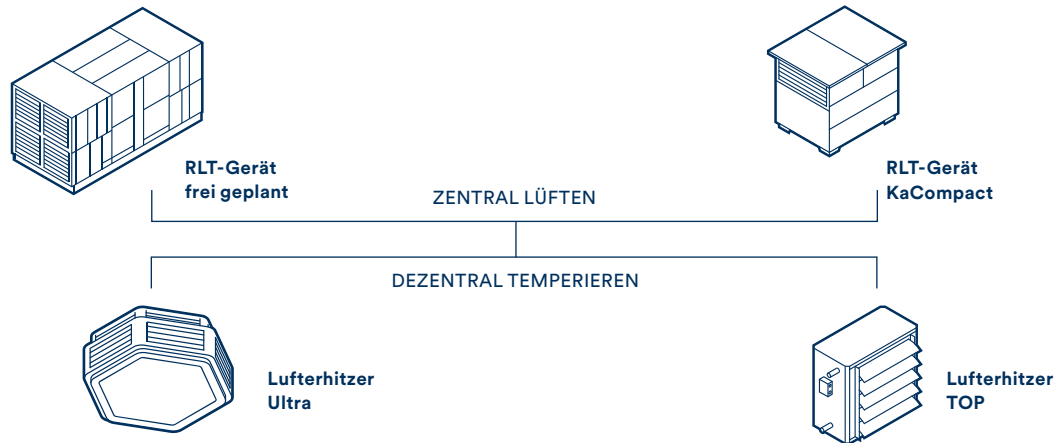 RLT-Gerät
frei geplant
RLT-Gerät
KaCompact
ZENTRAL LÜFTEN
DEZENTRAL TEMPERIEREN
Lufterhitzer
Ultra
Lufterhitzer
TOP